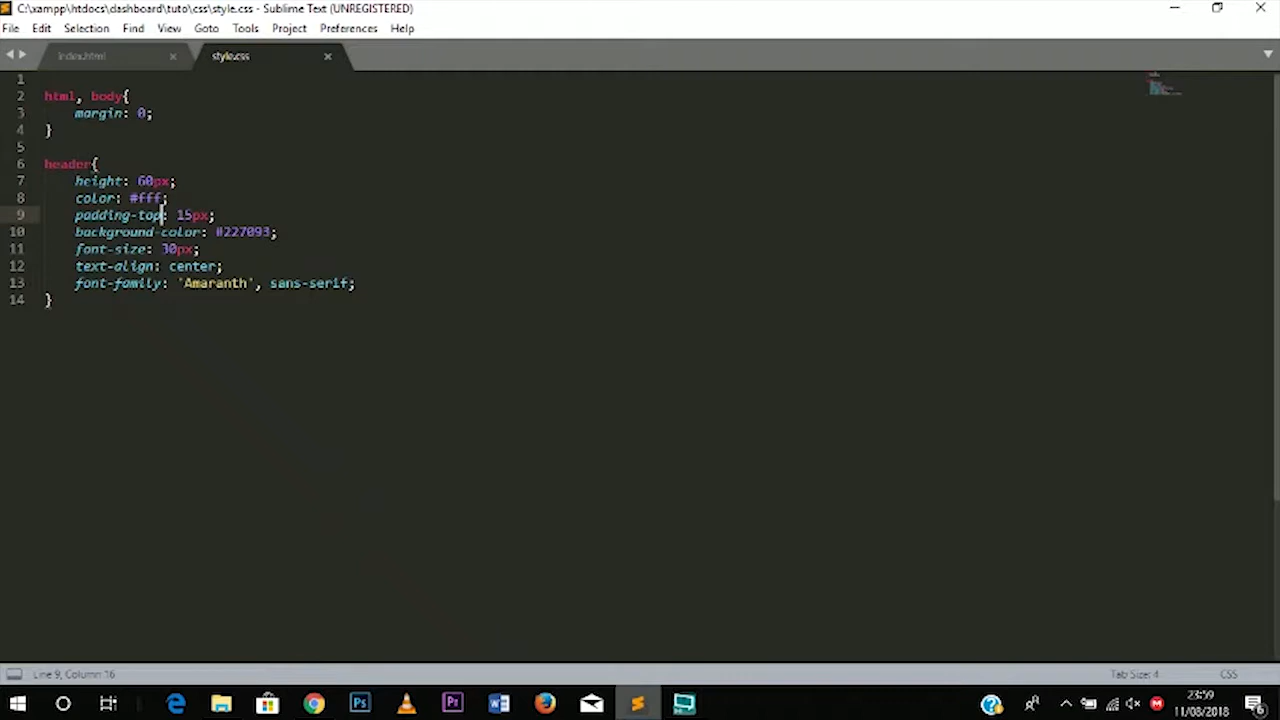 C:\xampp\htdocs\dashboard\tuto\css\style.css - Sublime Text (UNREGISTERED)
File Edit Selection Find View Goto Tools Project Preferences Help
index.html × style.css ×
1
2 html, body{
3 margin: 0;
4 }
5
6 header{
7 height: 60px;
8 color: #fff;
9 padding-top: 15px;
10 background-color: #227093;
11 font-size: 30px;
12 text-align: center;
13 font-family: 'Amaranth', sans-serif;
14 }
Line 9, Column 16 Tab Size: 4 CSS
Ps Pr 23:59
11/08/2018 6